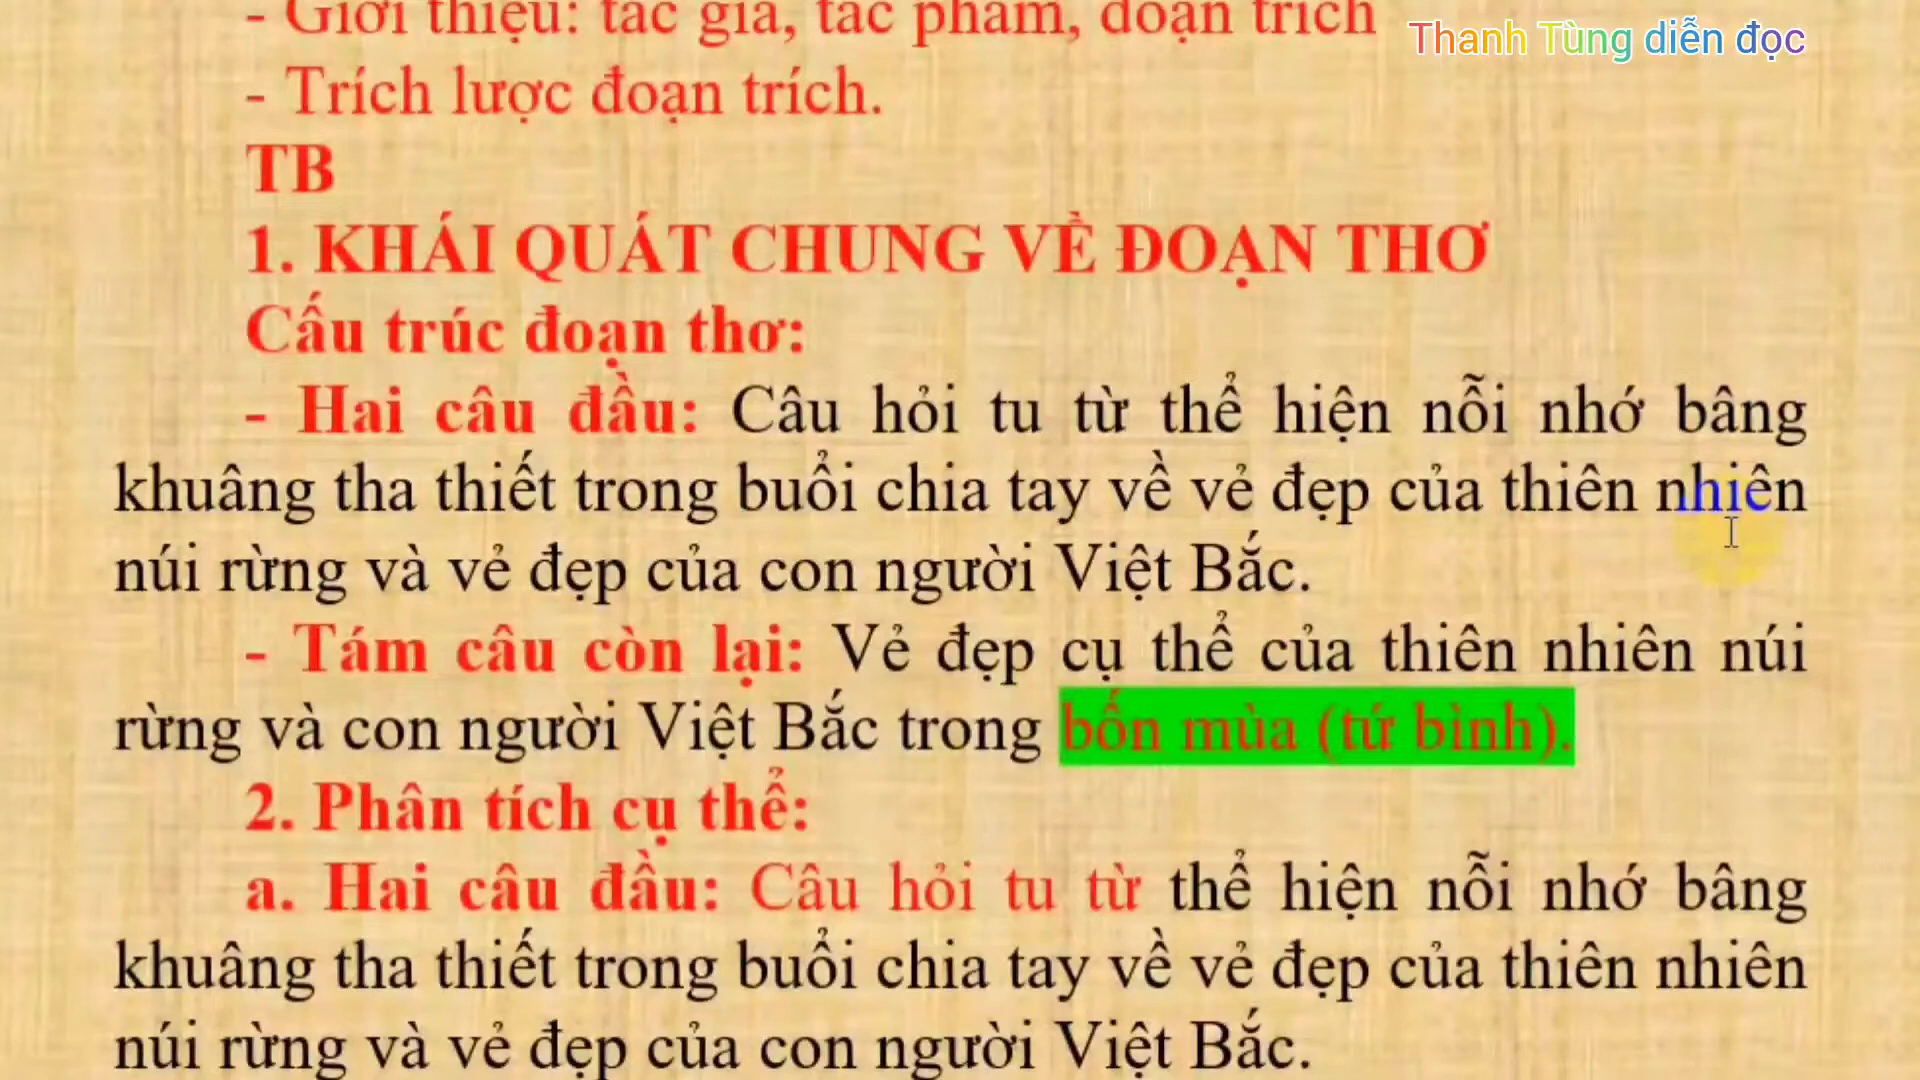 - Giới thiệu: tác giả, tác phẩm, đoạn trích
Thanh Tùng diễn đọc
- Trích lược đoạn trích.
TB
1. KHÁI QUÁT CHUNG VỀ ĐOẠN THƠ
Cấu trúc đoạn thơ:
- Hai câu đầu: Câu hỏi tu từ thể hiện nỗi nhớ bâng
khuâng tha thiết trong buổi chia tay về vẻ đẹp của thiên nhiên
núi rừng và vẻ đẹp của con người Việt Bắc.
- Tám câu còn lại: Vẻ đẹp cụ thể của thiên nhiên núi
rừng và con người Việt Bắc trong bốn mùa (tứ bình).
2. Phân tích cụ thể:
a. Hai câu đầu: Câu hỏi tu từ thể hiện nỗi nhớ bâng
khuâng tha thiết trong buổi chia tay về vẻ đẹp của thiên nhiên
núi rừng và vẻ đẹp của con người Việt Bắc.